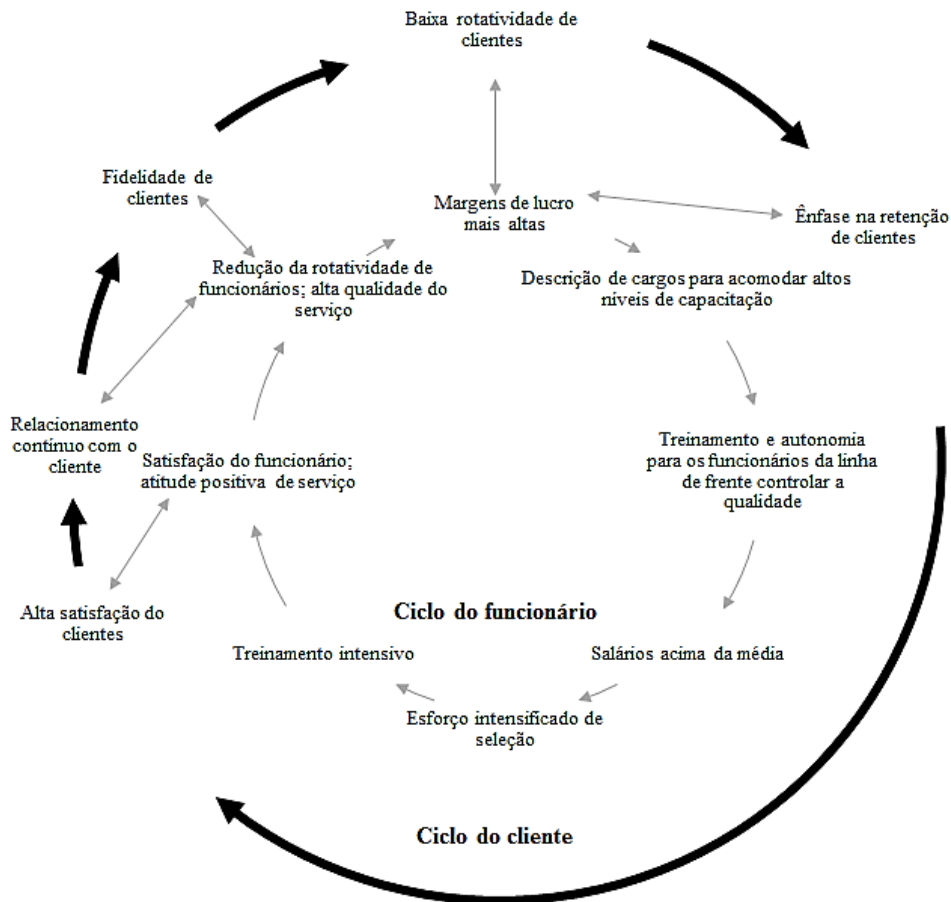 Baixa rotatividade de
clientes
Fidelidade de
clientes
Margens de lucro
mais altas
Ênfase na retenção
de clientes
Redução da rotatividade de
funcionários; alta qualidade do
serviço
Descrição de cargos para acomodar altos
níveis de capacitação
Relacionamento
contínuo com o
cliente
Satisfação do funcionário;
atitude positiva de serviço
Treinamento e autonomia
para os funcionários da linha
de frente controlar a
qualidade
Alta satisfação do
clientes
Ciclo do funcionário
Treinamento intensivo
Salários acima da média
Esforço intensificado de
seleção
Ciclo do cliente